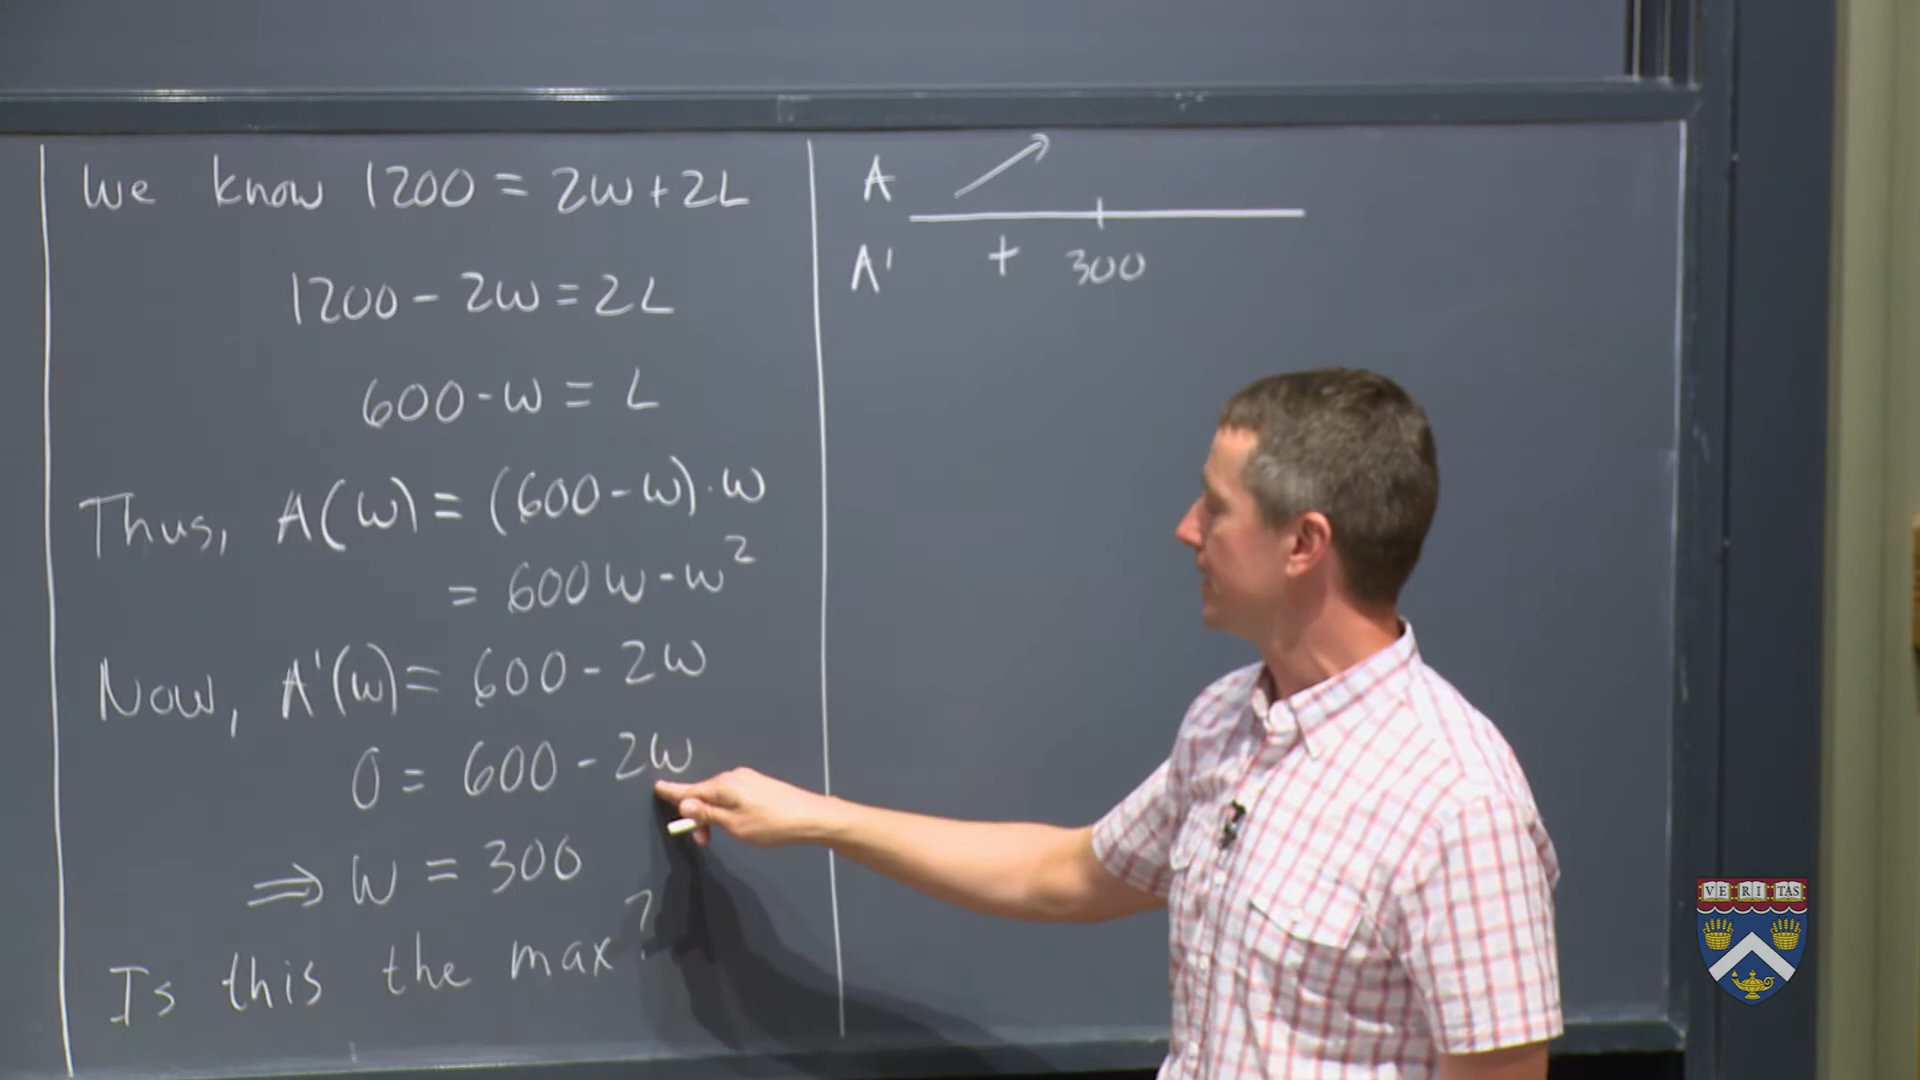 We know 1200 = 2W + 2L
1200 - 2W = 2L
600 - W = L
Thus, A(W) = (600 - W) · W
= 600W - W²
Now, A'(W) = 600 - 2W
0 = 600 - 2W
⇒ W = 300
Is this the max?
A
A' + 300
VE RI TAS